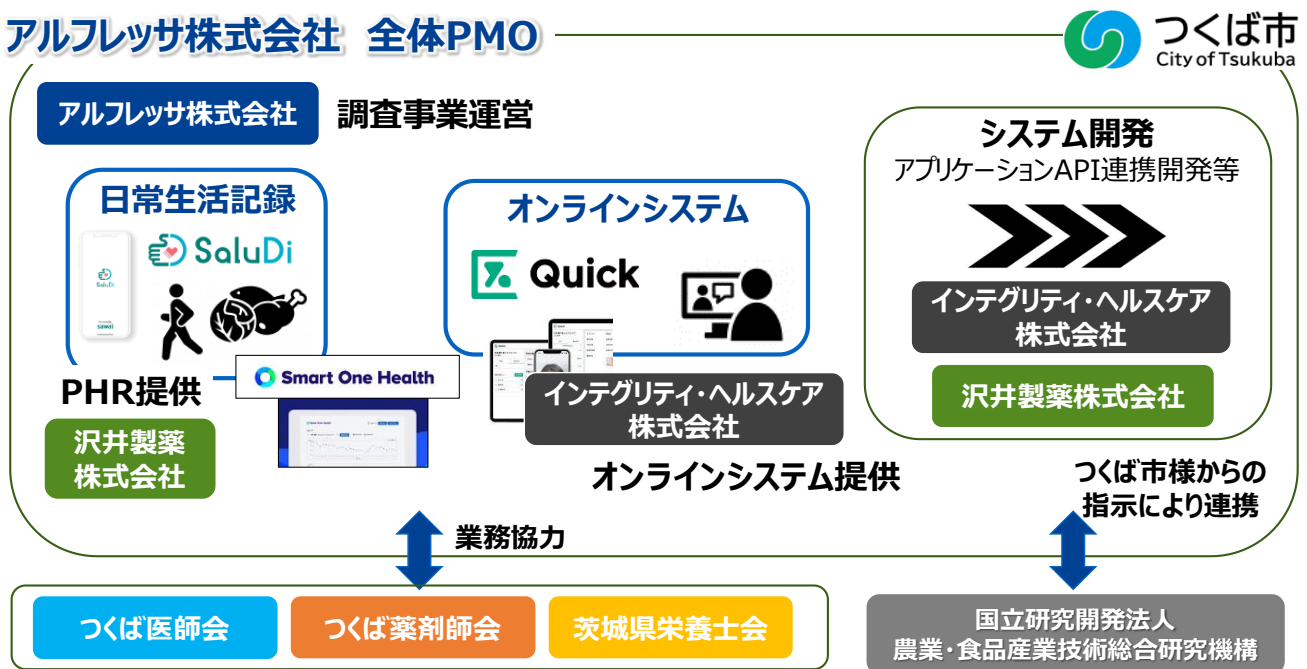 アルフレッサ株式会社 全体PMO
つくば市
City of Tsukuba
アルフレッサ株式会社
調査事業運営
日常生活記録
SaluDi
SaluDi
sawai
PHR提供
沢井製薬
株式会社
Smart One Health
オンラインシステム
Quick
インテグリティ・ヘルスケア
株式会社
オンラインシステム提供
システム開発
アプリケーションAPI連携開発等
インテグリティ・ヘルスケア
株式会社
沢井製薬株式会社
つくば市様からの
指示により連携
業務協力
つくば医師会
つくば薬剤師会
茨城県栄養士会
国立研究開発法人
農業・食品産業技術総合研究機構